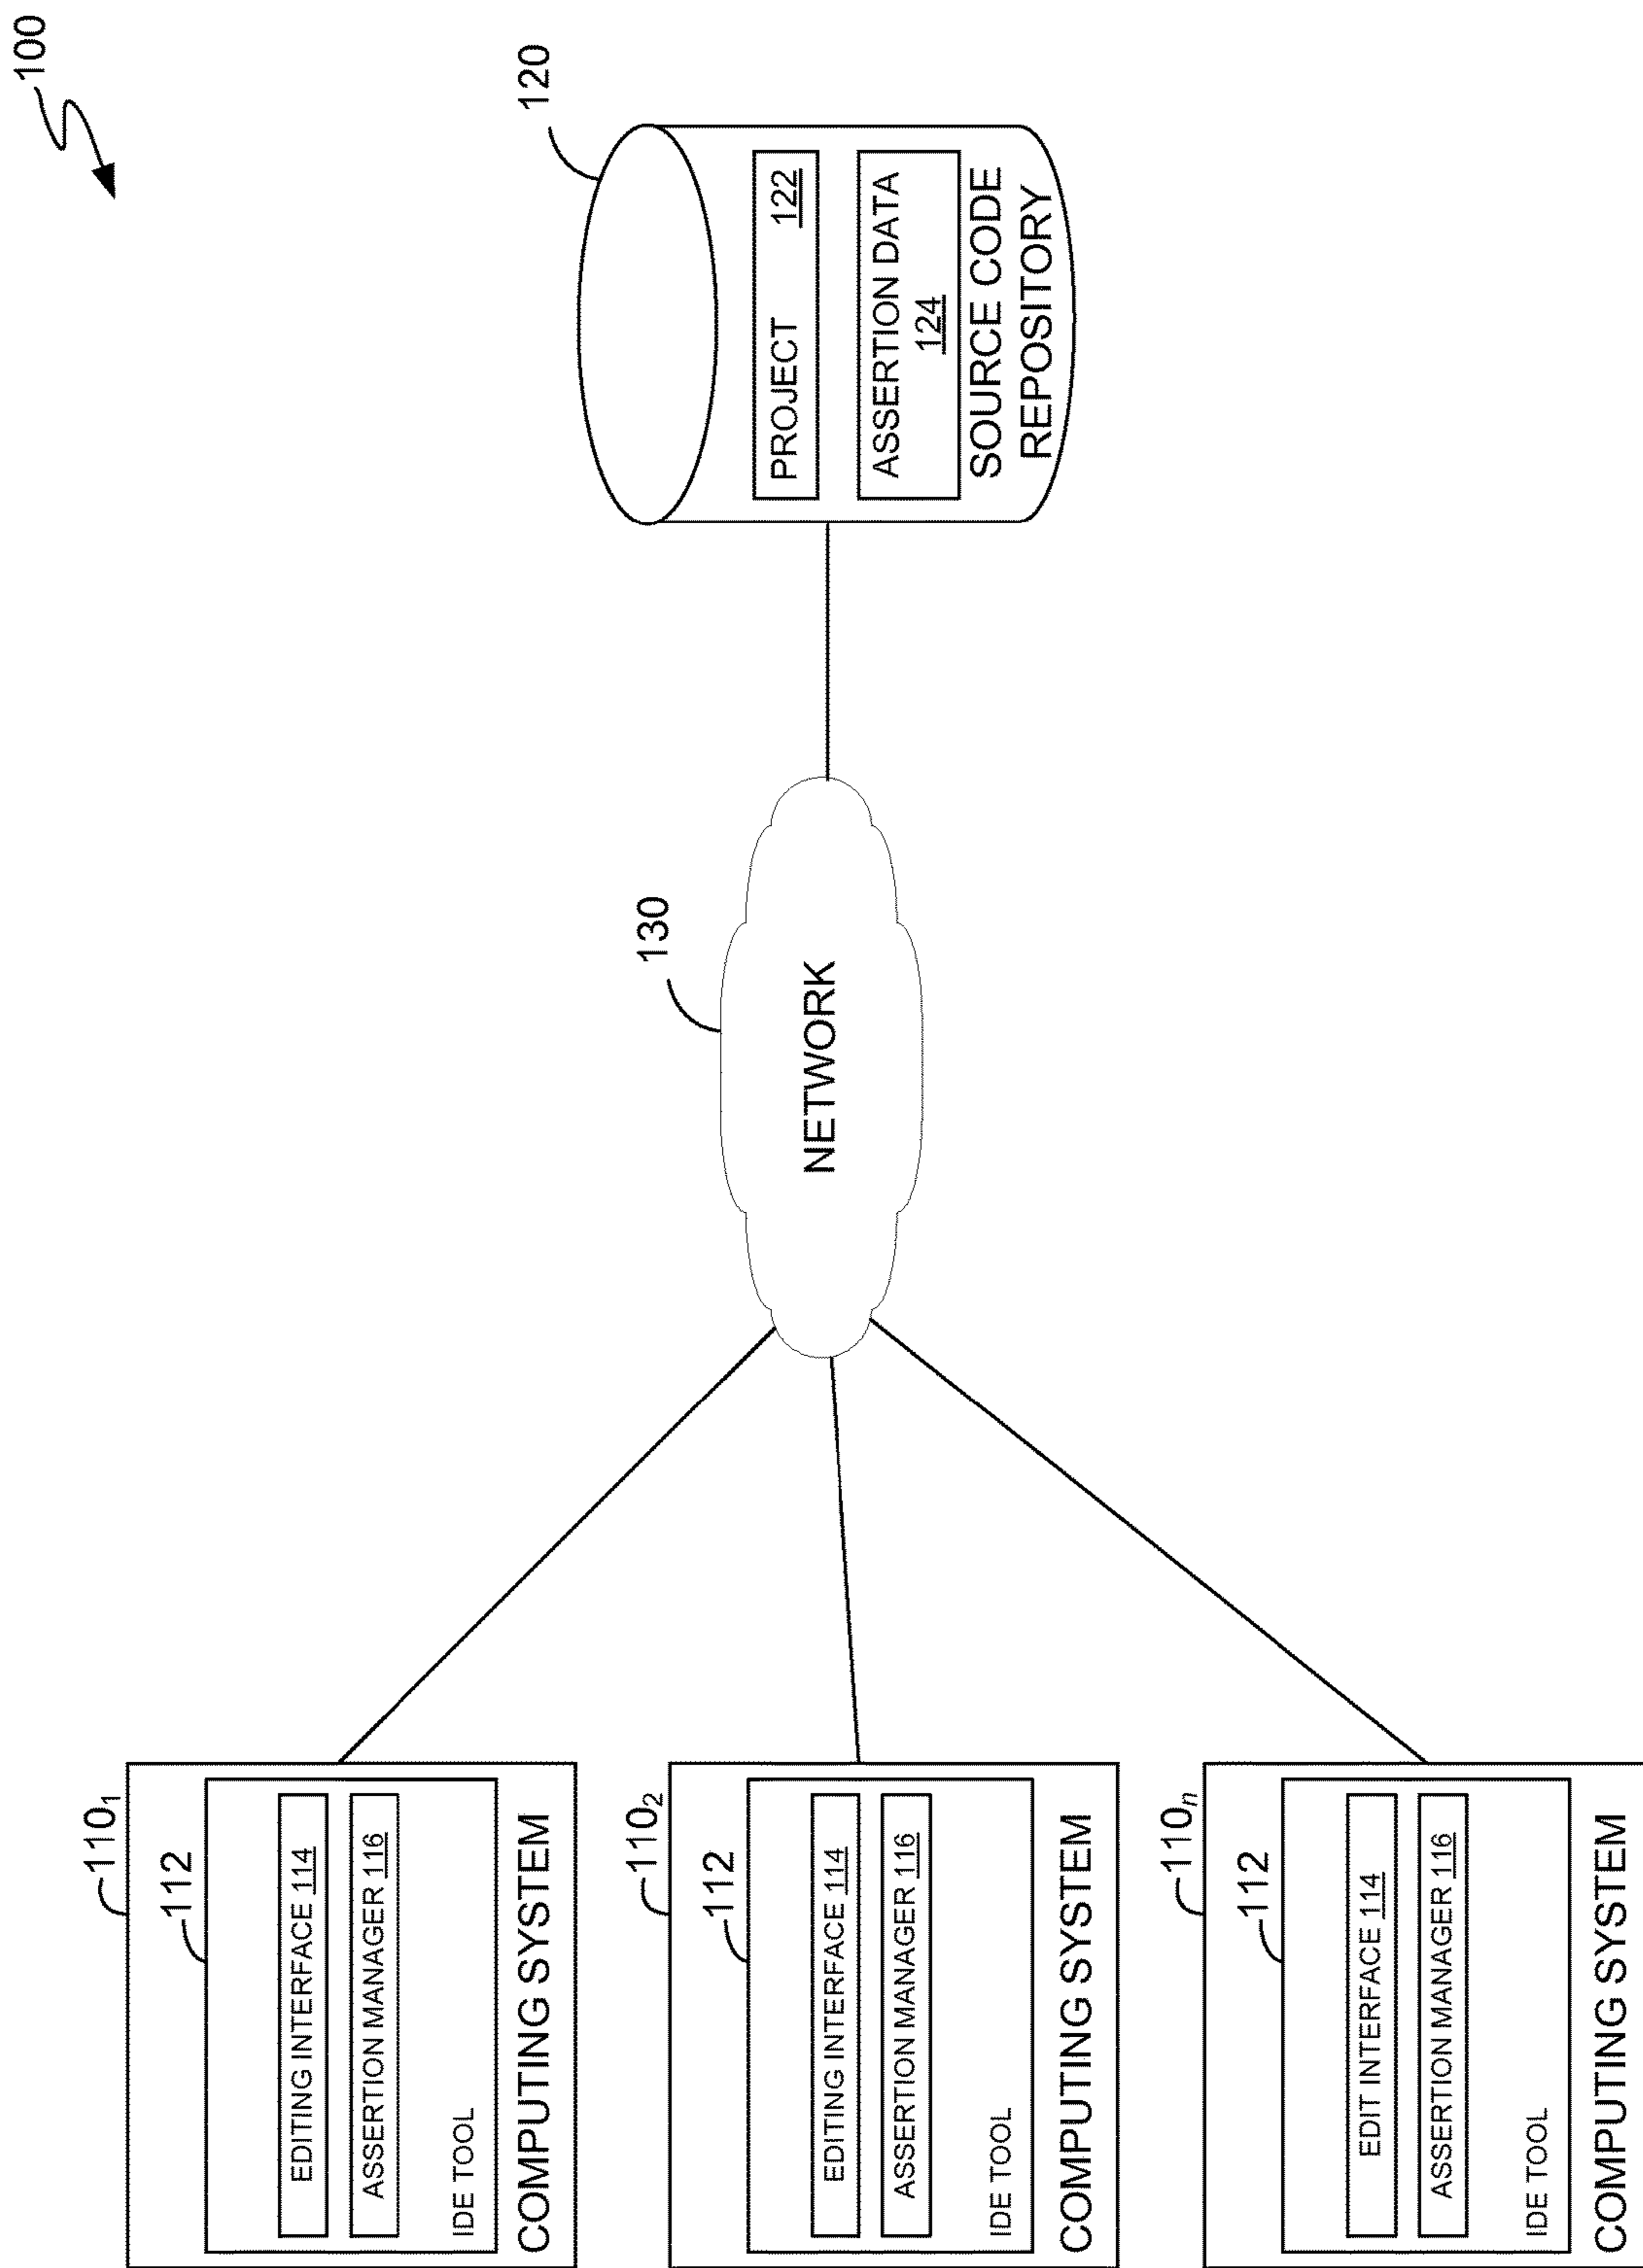 100
110₁
112
EDITING INTERFACE 114
ASSERTION MANAGER 116
IDE TOOL
COMPUTING SYSTEM
110₂
112
EDITING INTERFACE 114
ASSERTION MANAGER 116
IDE TOOL
COMPUTING SYSTEM
110ₙ
112
EDIT INTERFACE 114
ASSERTION MANAGER 116
IDE TOOL
COMPUTING SYSTEM
130
NETWORK
120
PROJECT 122
ASSERTION DATA
124
SOURCE CODE
REPOSITORY